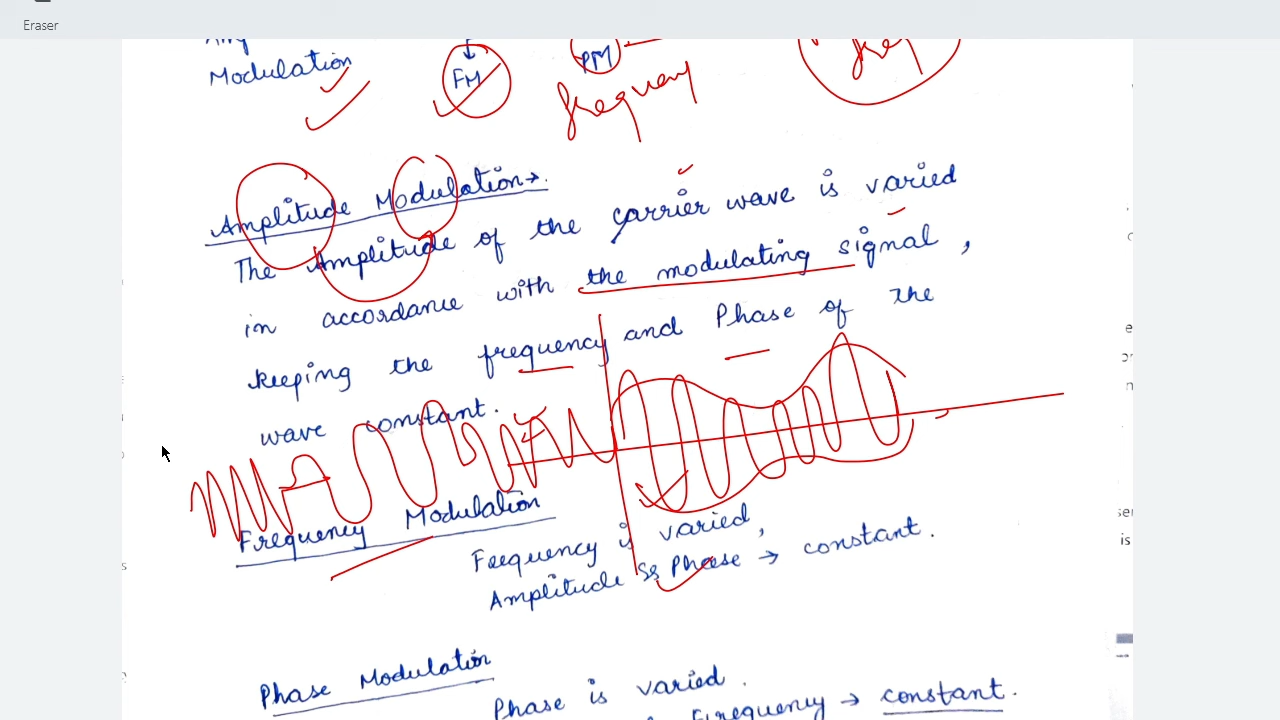 Eraser
Modulation
FM
PM
frequency
freq
Amplitude Modulation →.
The Amplitude of the carrier wave is varied
in accordance with the modulating signal,
keeping the frequency and Phase of the
wave constant.
Frequency Modulation
Frequency is varied,
Amplitude & Phase → constant.
Phase Modulation
Phase is varied.
Frequency → constant.
is